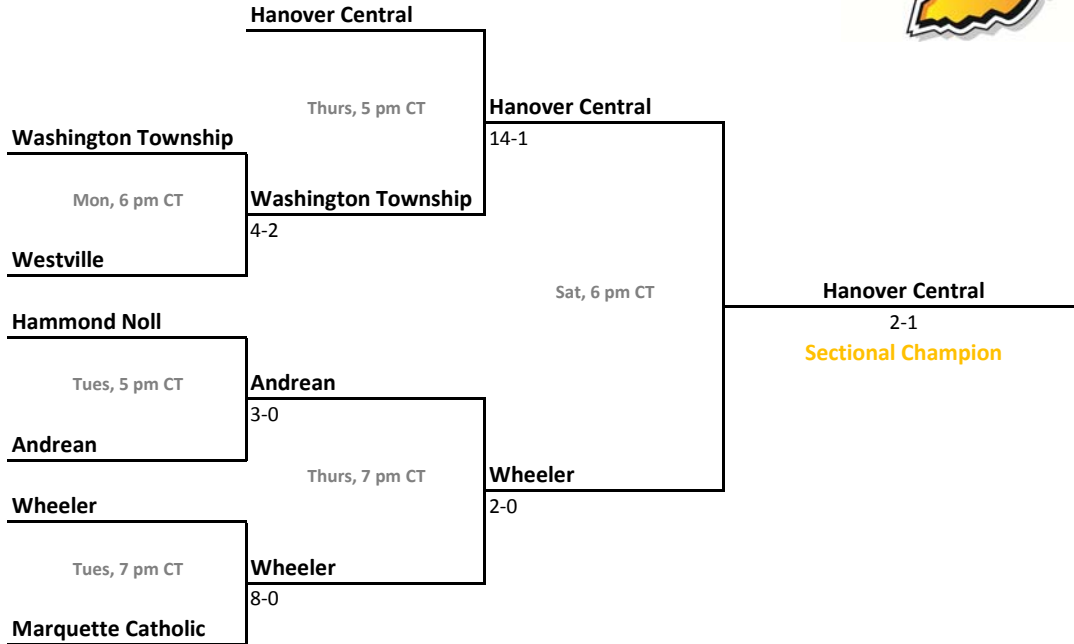 Hanover Central
Thurs, 5 pm CT
Hanover Central
Washington Township
14-1
Mon, 6 pm CT
Washington Township
4-2
Westville
Sat, 6 pm CT
Hanover Central
Hammond Noll
2-1
Sectional Champion
Tues, 5 pm CT
Andrean
3-0
Andrean
Thurs, 7 pm CT
Wheeler
Wheeler
2-0
Tues, 7 pm CT
Wheeler
8-0
Marquette Catholic